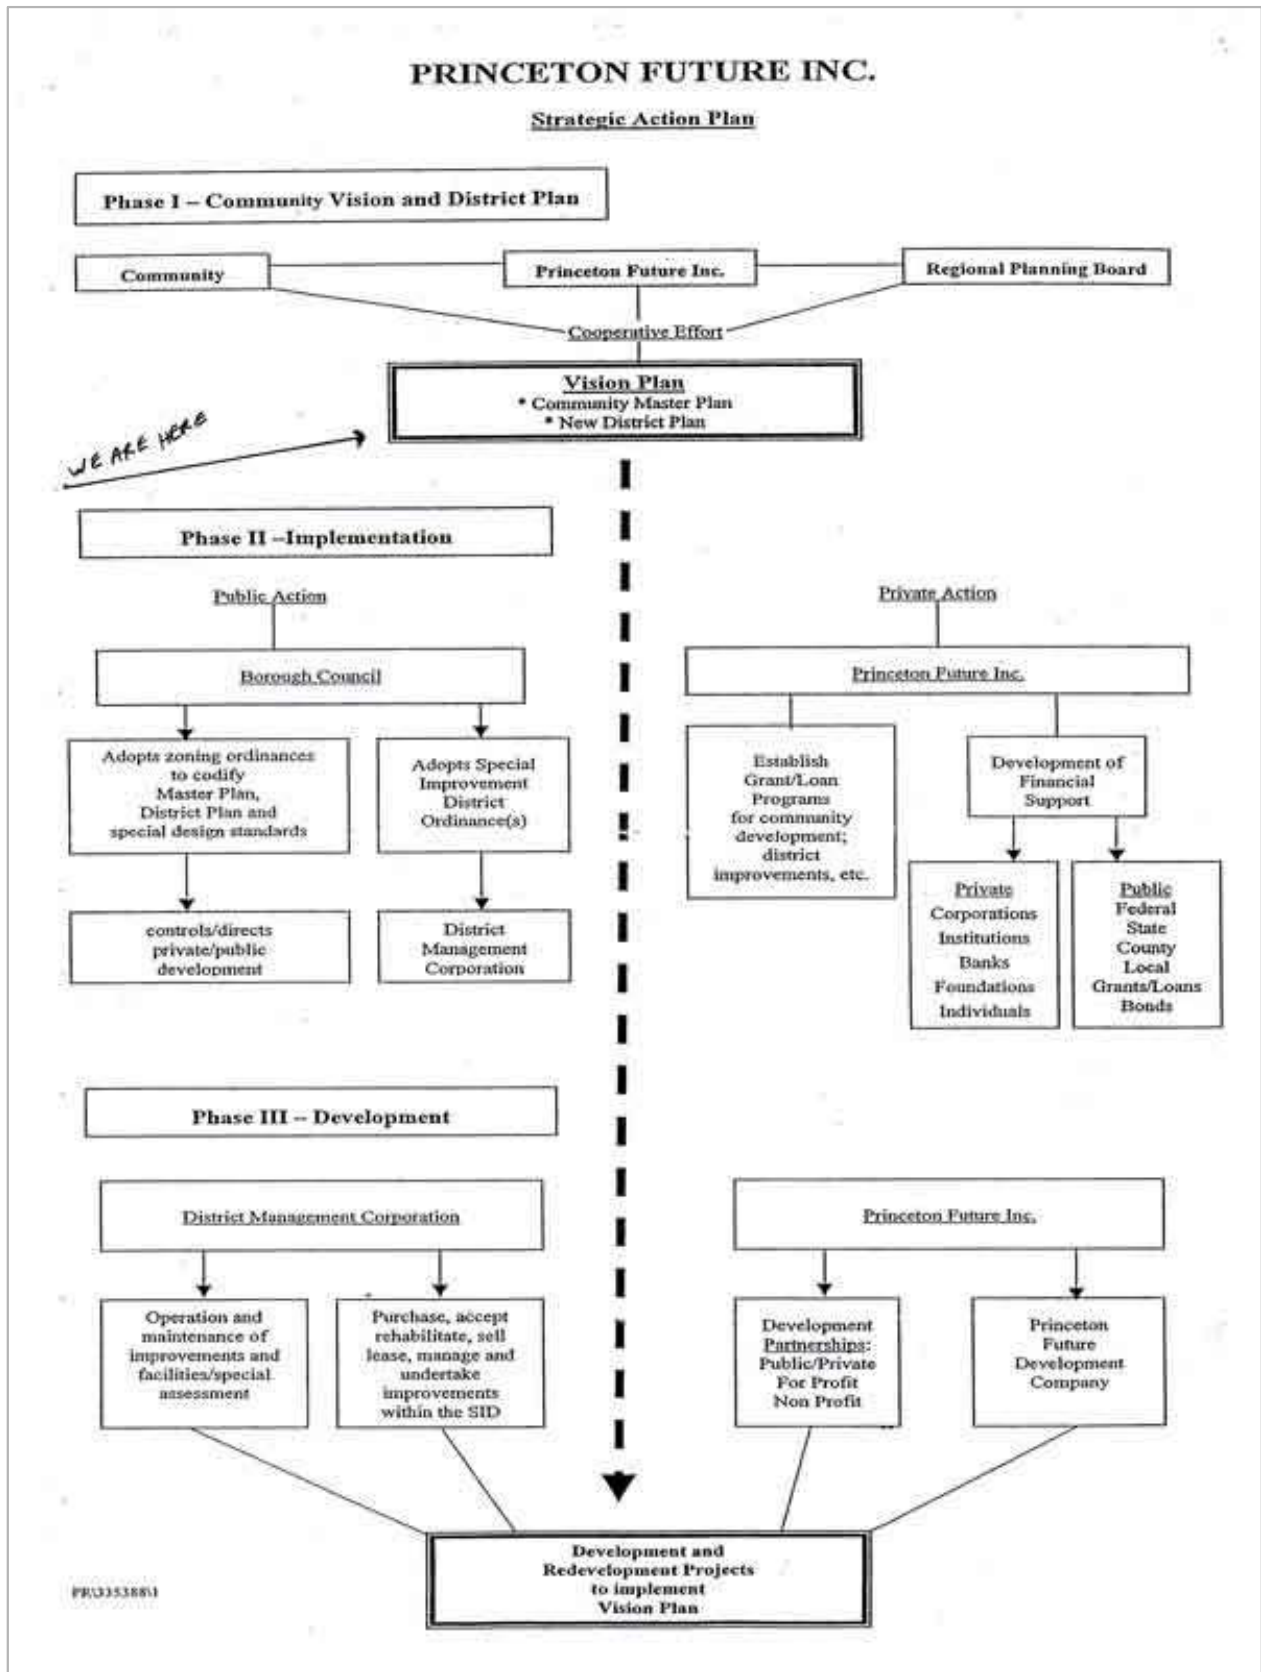 PRINCETON FUTURE INC.
Strategic Action Plan
Phase I – Community Vision and District Plan
Community
Princeton Future Inc.
Regional Planning Board
Cooperative Effort
Vision Plan
* Community Master Plan
* New District Plan
WE ARE HERE
Phase II –Implementation
Public Action
Borough Council
Adopts zoning ordinances
to codify
Master Plan,
District Plan and
special design standards
Adopts Special
Improvement
District
Ordinance(s)
controls/directs
private/public
development
District
Management
Corporation
Private Action
Princeton Future Inc.
Establish
Grant/Loan
Programs
for community
development;
district
improvements, etc.
Development of
Financial
Support
Private
Corporations
Institutions
Banks
Foundations
Individuals
Public
Federal
State
County
Local
Grants/Loans
Bonds
Phase III – Development
District Management Corporation
Operation and
maintenance of
improvements and
facilities/special
assessment
Purchase, accept
rehabilitate, sell
lease, manage and
undertake
improvements
within the SID
Princeton Future Inc.
Development
Partnerships:
Public/Private
For Profit
Non Profit
Princeton
Future
Development
Company
Development and
Redevelopment Projects
to implement
Vision Plan
PR\335388\1